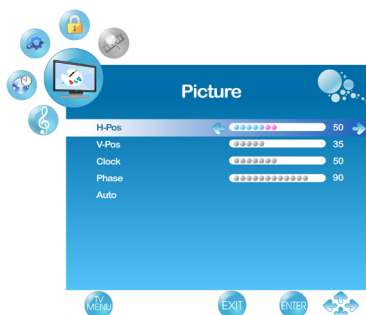 Picture
H-Pos 50
V-Pos 35
Clock 50
Phase 90
Auto
TV MENU EXIT ENTER